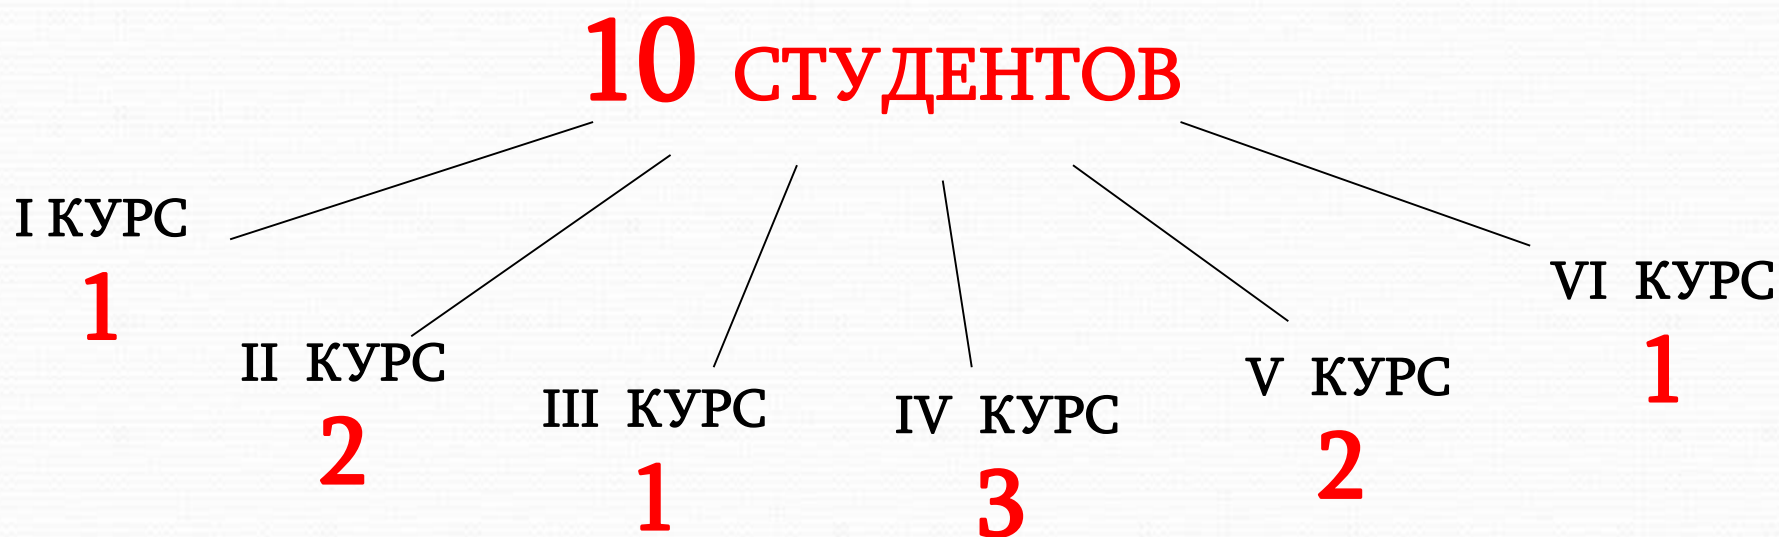 10 СТУДЕНТОВ
I КУРС
1
II КУРС
2
III КУРС
1
IV КУРС
3
V КУРС
2
VI КУРС
1